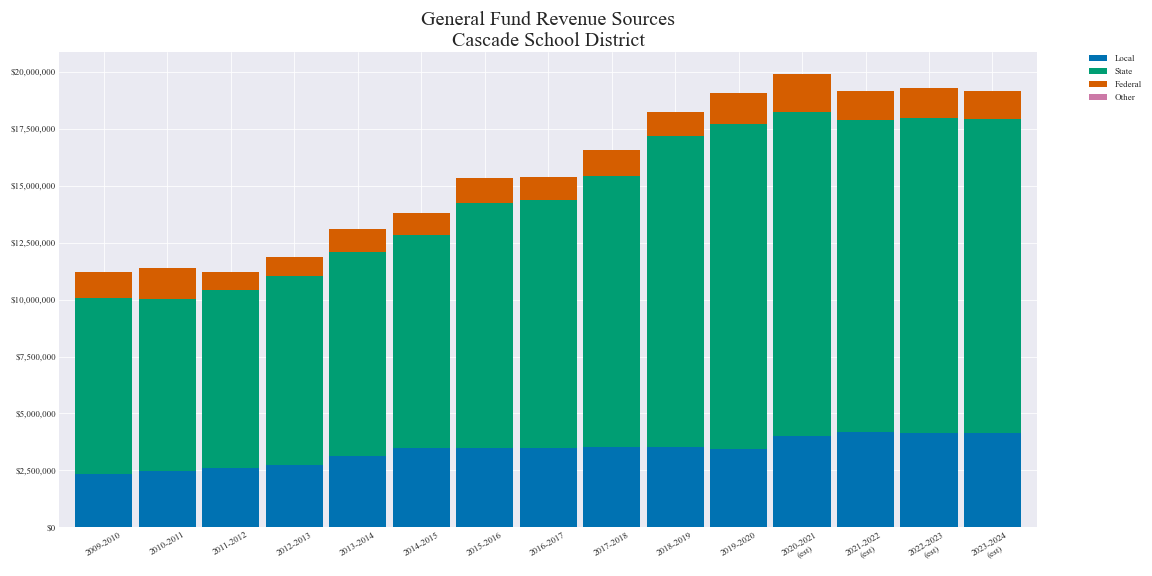 General Fund Revenue Sources
Cascade School District
Local
State
Federal
Other
$20,000,000
$17,500,000
$15,000,000
$12,500,000
$10,000,000
$7,500,000
$5,000,000
$2,500,000
$0
2009-2010
2010-2011
2011-2012
2012-2013
2013-2014
2014-2015
2015-2016
2016-2017
2017-2018
2018-2019
2019-2020
2020-2021
(est)
2021-2022
(est)
2022-2023
(est)
2023-2024
(est)